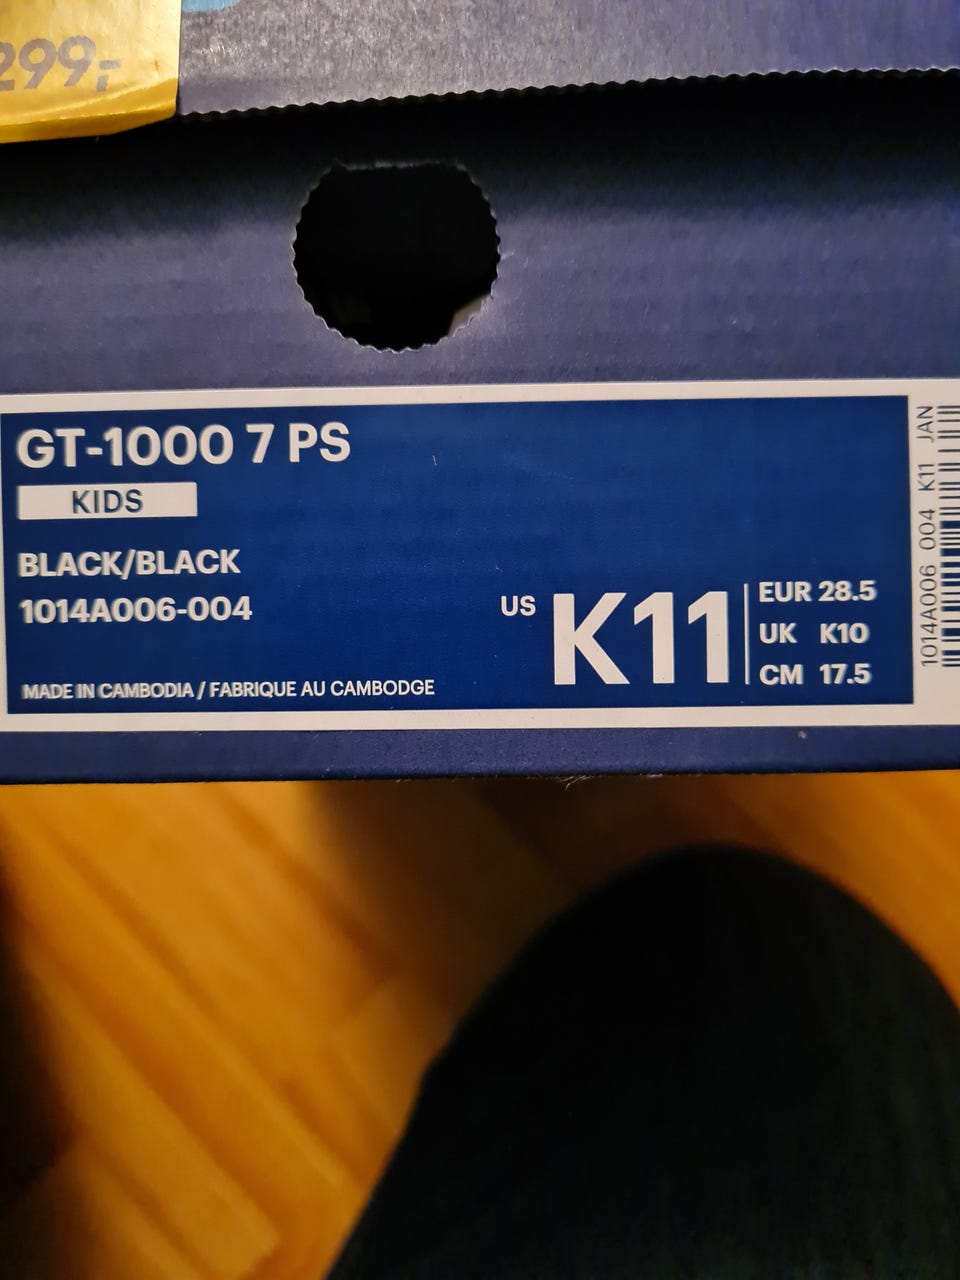 299,-
GT-1000 7 PS
KIDS
BLACK/BLACK
1014A006-004
MADE IN CAMBODIA / FABRIQUE AU CAMBODGE
US K11
EUR 28.5
UK K10
CM 17.5
1014A006 004 K11 JAN